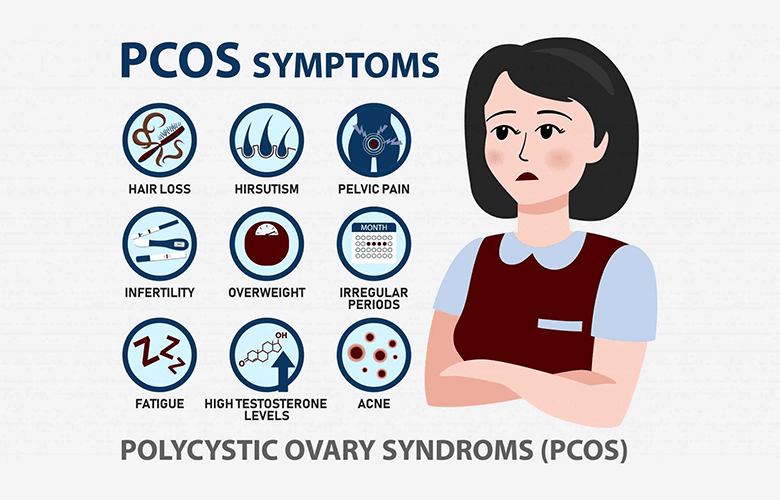 PCOS SYMPTOMS
HAIR LOSS
HIRSUTISM
PELVIC PAIN
MONTH
INFERTILITY
OVERWEIGHT
IRREGULAR
PERIODS
OH
O
FATIGUE
HIGH TESTOSTERONE
LEVELS
ACNE
POLYCYSTIC OVARY SYNDROMS (PCOS)